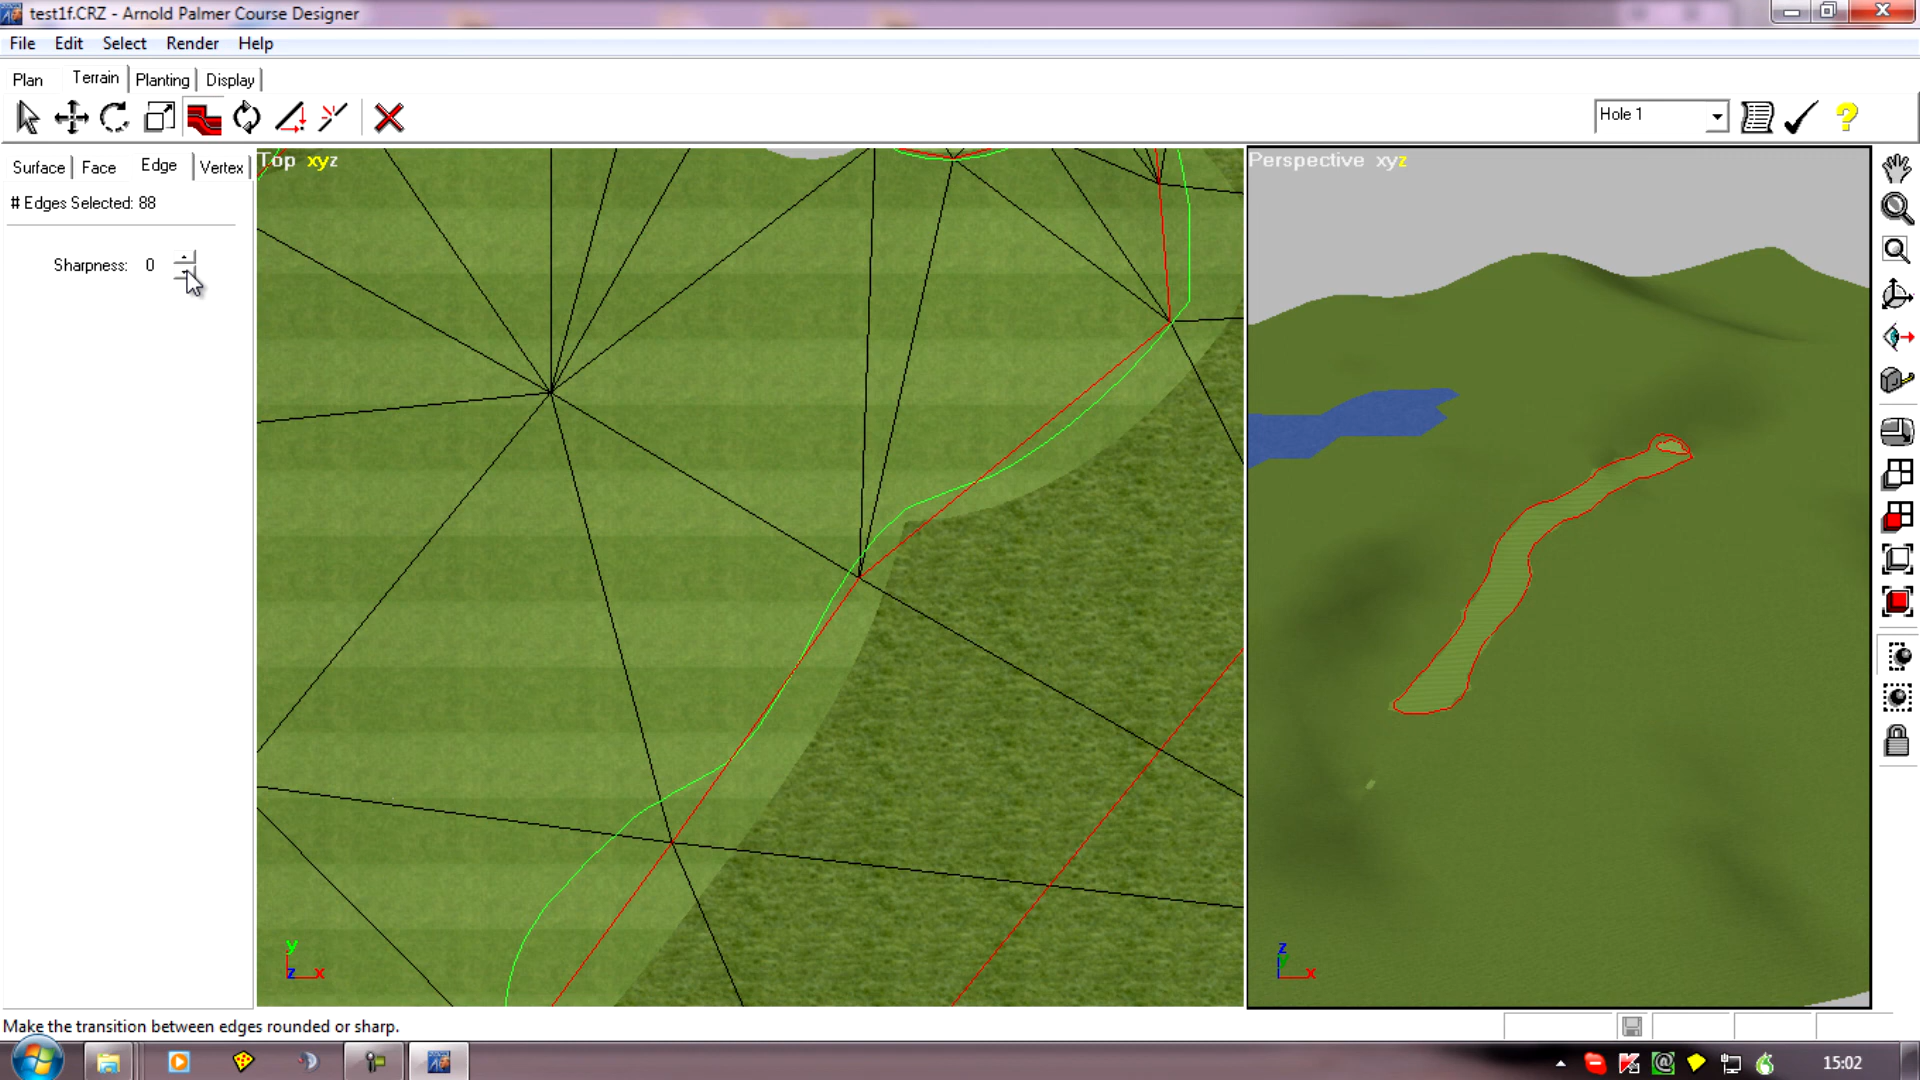 test1f.CRZ - Arnold Palmer Course Designer
File Edit Select Render Help
Plan Terrain Planting Display
Hole 1
Surface Face Edge Vertex
# Edges Selected: 88
Sharpness: 0
Top xyz
Perspective xyz
y
z x
z
y
x
Make the transition between edges rounded or sharp.
15:02